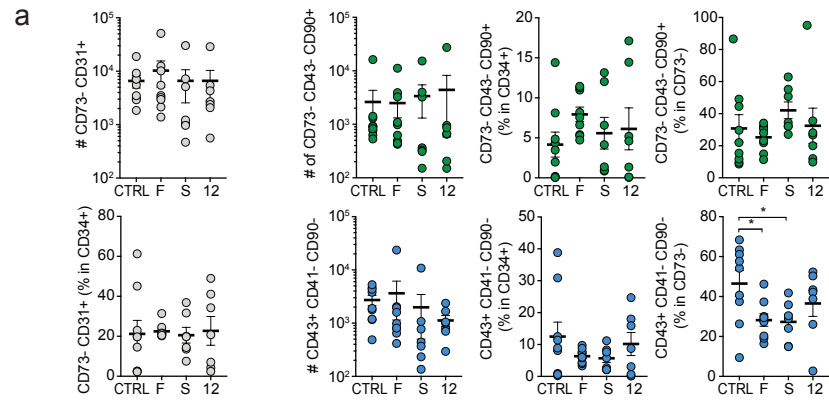 a
# CD73- CD31+
10⁵
10⁴
10³
10²
CTRL F S 12
# of CD73- CD43- CD90+
10⁵
10⁴
10³
10²
CTRL F S 12
CD73- CD43- CD90+
(% in CD34+)
20
15
10
5
0
CTRL F S 12
CD73- CD43- CD90+
(% in CD73-)
100
80
60
40
20
0
CTRL F S 12
CD73- CD31+ (% in CD34+)
80
60
40
20
0
CTRL F S 12
# CD43+ CD41- CD90-
10⁵
10⁴
10³
10²
CTRL F S 12
CD43+ CD41- CD90-
(% in CD34+)
50
40
30
20
10
0
CTRL F S 12
CD43+ CD41- CD90-
(% in CD73-)
80
60
40
20
0
*
*
CTRL F S 12